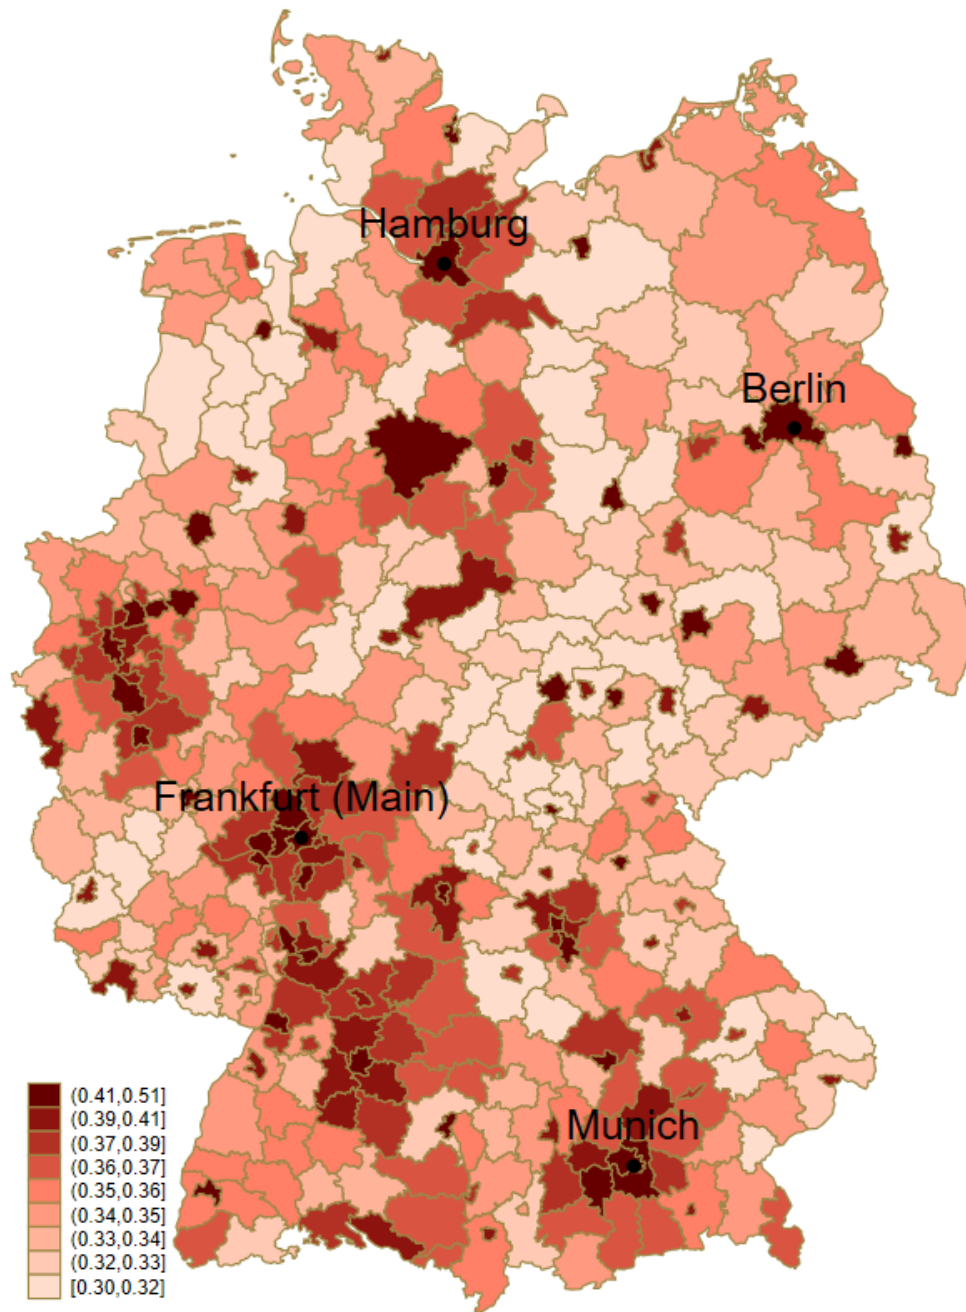 Hamburg
Berlin
Frankfurt (Main)
Munich
(0.41,0.51]
(0.39,0.41]
(0.37,0.39]
(0.36,0.37]
(0.35,0.36]
(0.34,0.35]
(0.33,0.34]
(0.32,0.33]
[0.30,0.32]